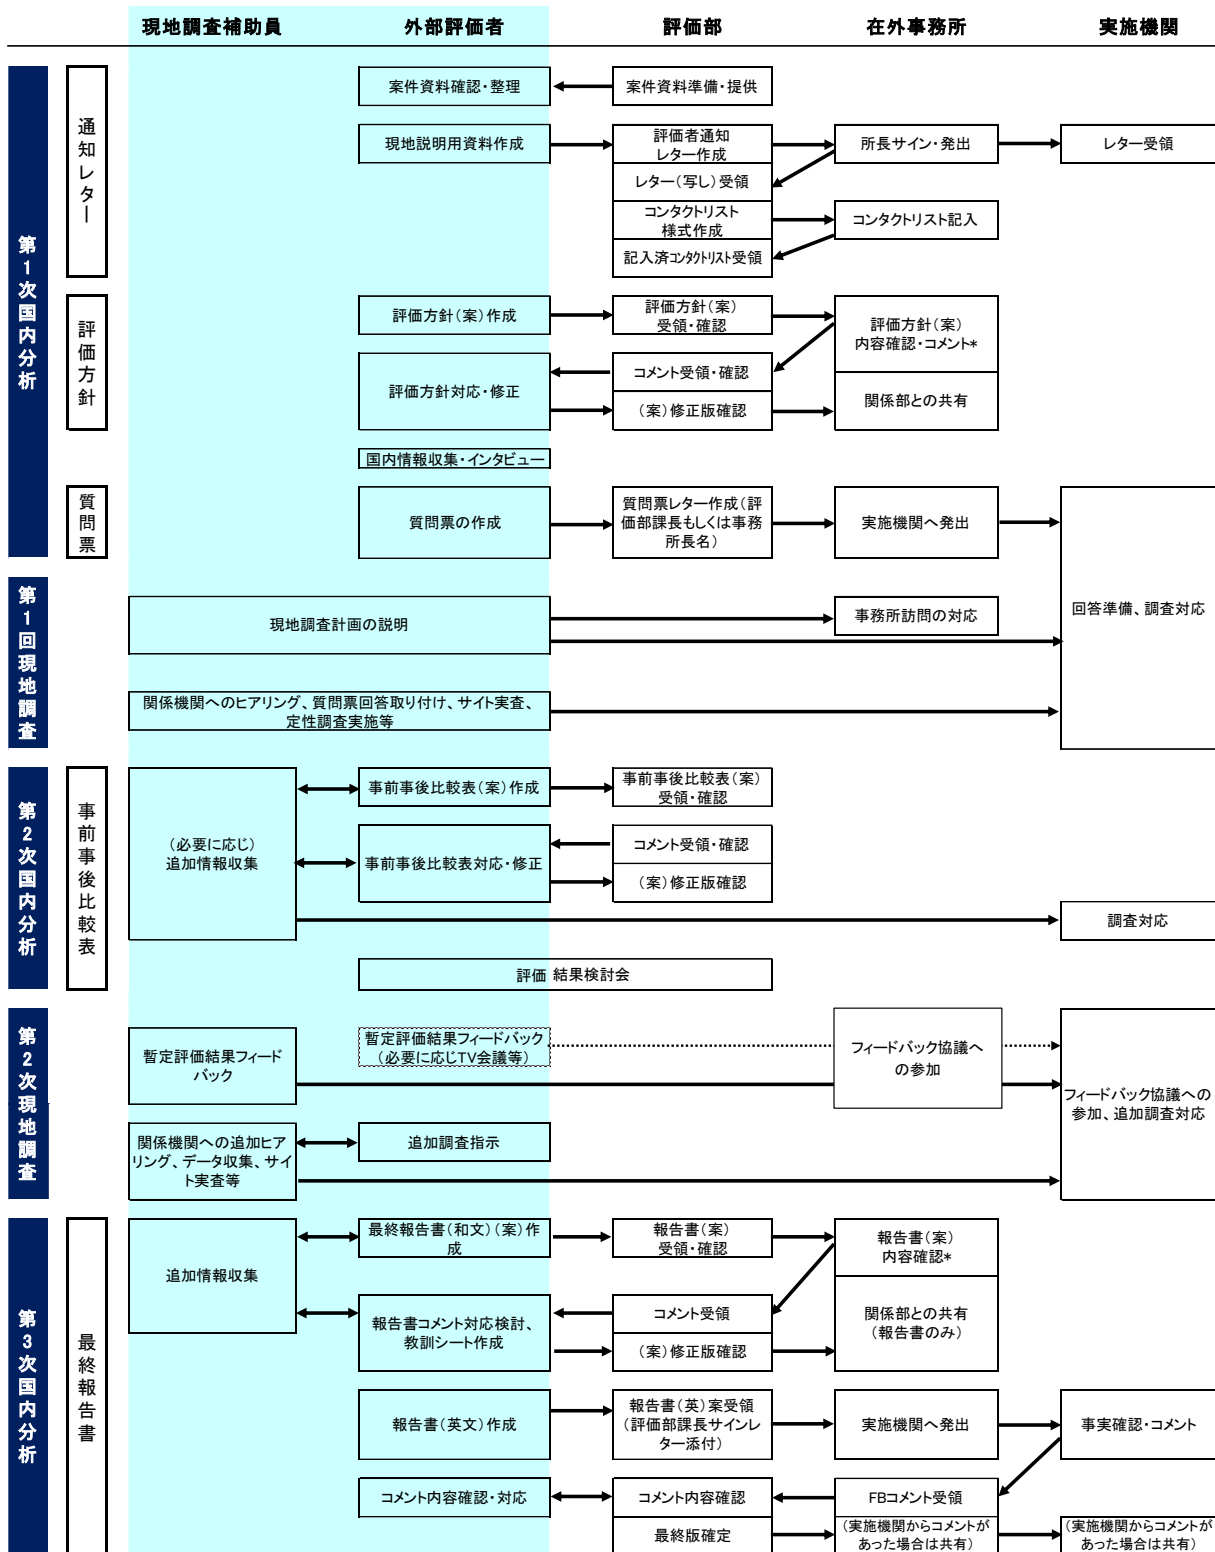 現地調査補助員
外部評価者
評価部
在外事務所
実施機関
第1次国内分析
通知レター
案件資料確認・整理
案件資料準備・提供
現地説明用資料作成
評価者通知
レター作成
所長サイン・発出
レター受領
レター（写し）受領
コンタクトリスト
様式作成
コンタクトリスト記入
記入済コンタクトリスト受領
評価方針
評価方針（案）作成
評価方針（案）
受領・確認
評価方針（案）
内容確認・コメント*
評価方針対応・修正
コメント受領・確認
（案）修正版確認
関係部との共有
国内情報収集・インタビュー
質問票
質問票の作成
質問票レター作成（評
価部課長もしくは事務
所長名）
実施機関へ発出
回答準備、調査対応
第1回現地調査
現地調査計画の説明
事務所訪問の対応
関係機関へのヒアリング、質問票回答取り付け、サイト実査、
定性調査実施等
第2次国内分析
事前事後比較表
（必要に応じ）
追加情報収集
事前事後比較表（案）作成
事前事後比較表（案）
受領・確認
事前事後比較表対応・修正
コメント受領・確認
（案）修正版確認
調査対応
評価結果検討会
第2次現地調査
暫定評価結果フィード
バック
暫定評価結果フィードバック
（必要に応じTV会議等）
フィードバック協議へ
の参加
フィードバック協議への
参加、追加調査対応
関係機関への追加ヒア
リング、データ収集、サイ
ト実査等
追加調査指示
第3次国内分析
最終報告書
追加情報収集
最終報告書（和文）（案）作
成
報告書（案）
受領・確認
報告書（案）
内容確認*
報告書コメント対応検討、
教訓シート作成
コメント受領
（案）修正版確認
関係部との共有
（報告書のみ）
報告書（英文）作成
報告書（英）案受領
（評価部課長サインレ
ター添付）
実施機関へ発出
事実確認・コメント
コメント内容確認・対応
コメント内容確認
FBコメント受領
最終版確定
（実施機関からコメントが
あった場合は共有）
（実施機関からコメントが
あった場合は共有）